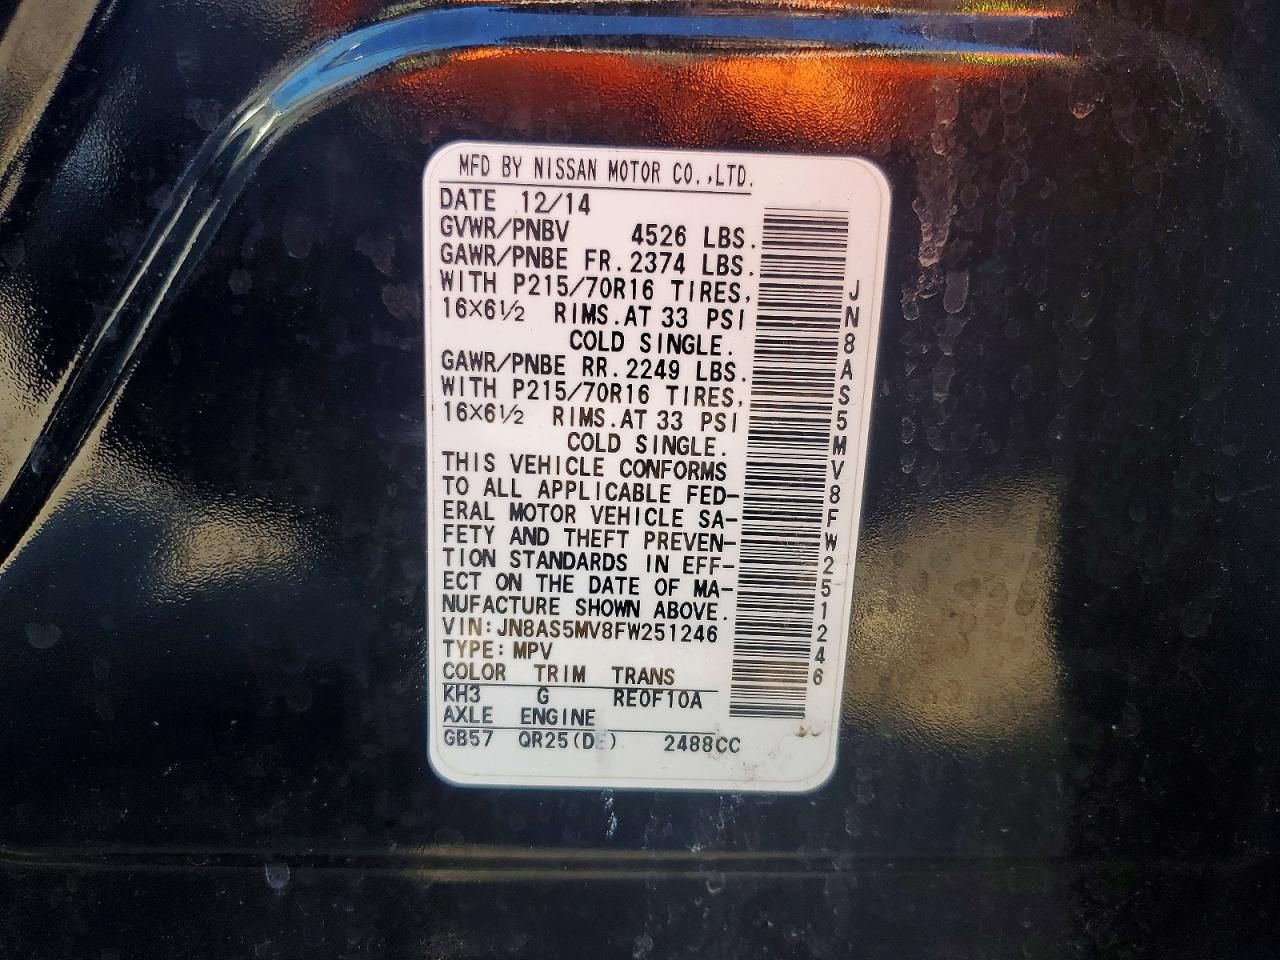 MFD BY NISSAN MOTOR CO.,LTD.
DATE 12/14
GVWR/PNBV 4526 LBS.
GAWR/PNBE FR.2374 LBS.
WITH P215/70R16 TIRES,
16×6½ RIMS.AT 33 PSI
COLD SINGLE.
GAWR/PNBE RR.2249 LBS.
WITH P215/70R16 TIRES,
16×6½ RIMS.AT 33 PSI
COLD SINGLE.
THIS VEHICLE CONFORMS
TO ALL APPLICABLE FED-
ERAL MOTOR VEHICLE SA-
FETY AND THEFT PREVEN-
TION STANDARDS IN EFF-
ECT ON THE DATE OF MA-
NUFACTURE SHOWN ABOVE.
VIN:JN8AS5MV8FW251246
TYPE:MPV
COLOR TRIM TRANS
KH3 G RE0F10A
AXLE ENGINE
GB57 QR25(DE) 2488CC
JN8AS5MV8FW251246